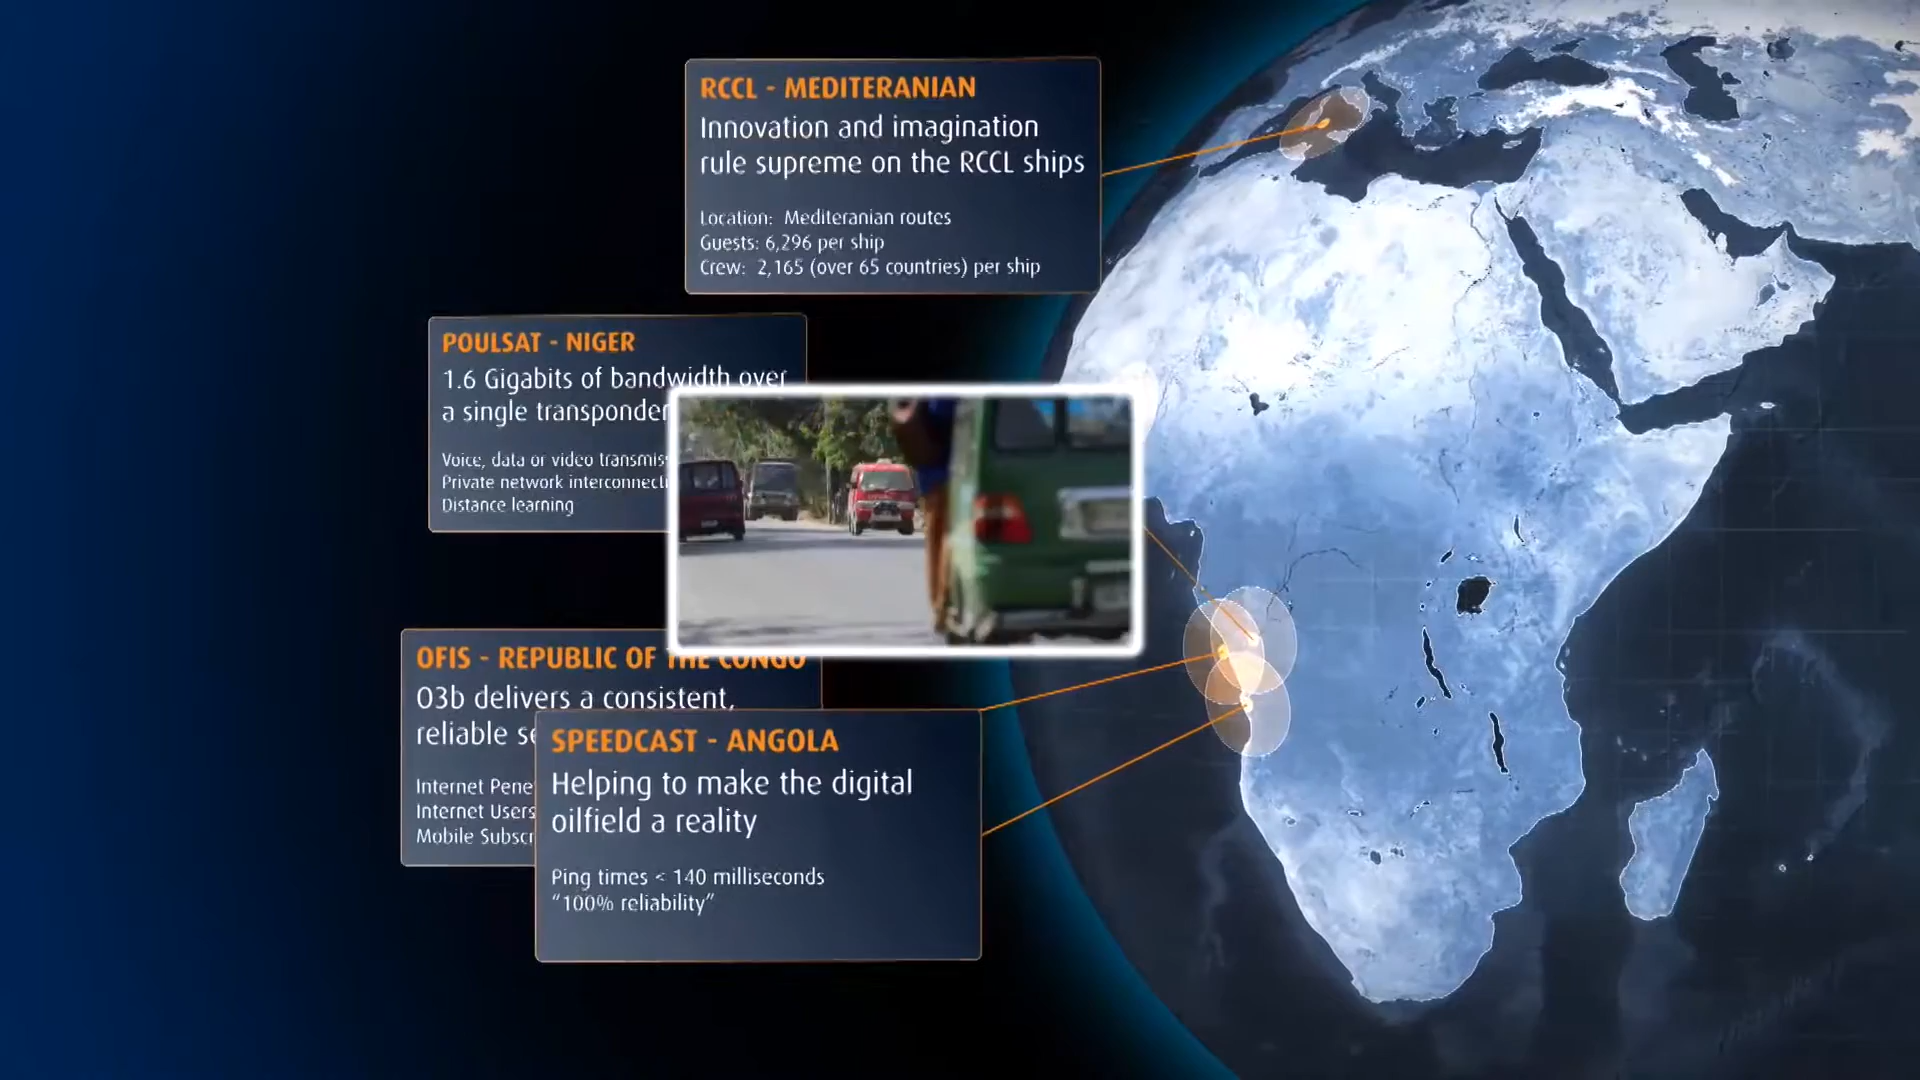 RCCL - MEDITERANIAN
Innovation and imagination
rule supreme on the RCCL ships
Location: Mediteranian routes
Guests: 6,296 per ship
Crew: 2,165 (over 65 countries) per ship
POULSAT - NIGER
1.6 Gigabits of bandwidth over
a single transponder
Voice, data or video
Private network
Distance learning
OFIS - REPUBLIC OF THE CONGO
O3b delivers a consistent,
reliable
Internet
Internet Users
Mobile
SPEEDCAST - ANGOLA
Helping to make the digital
oilfield a reality
Ping times < 140 milliseconds
“100% reliability”